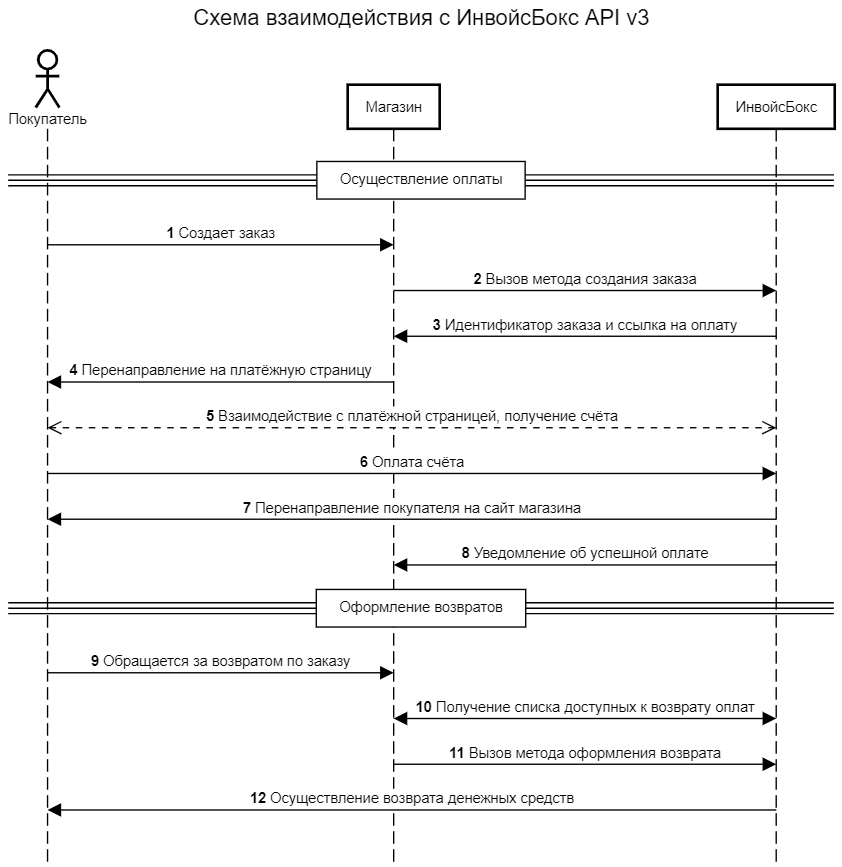 Схема взаимодействия с ИнвойсБокс API v3
Покупатель
Магазин
ИнвойсБокс
Осуществление оплаты
1 Создает заказ
2 Вызов метода создания заказа
3 Идентификатор заказа и ссылка на оплату
4 Перенаправление на платёжную страницу
5 Взаимодействие с платёжной страницей, получение счёта
6 Оплата счёта
7 Перенаправление покупателя на сайт магазина
8 Уведомление об успешной оплате
Оформление возвратов
9 Обращается за возвратом по заказу
10 Получение списка доступных к возврату оплат
11 Вызов метода оформления возврата
12 Осуществление возврата денежных средств